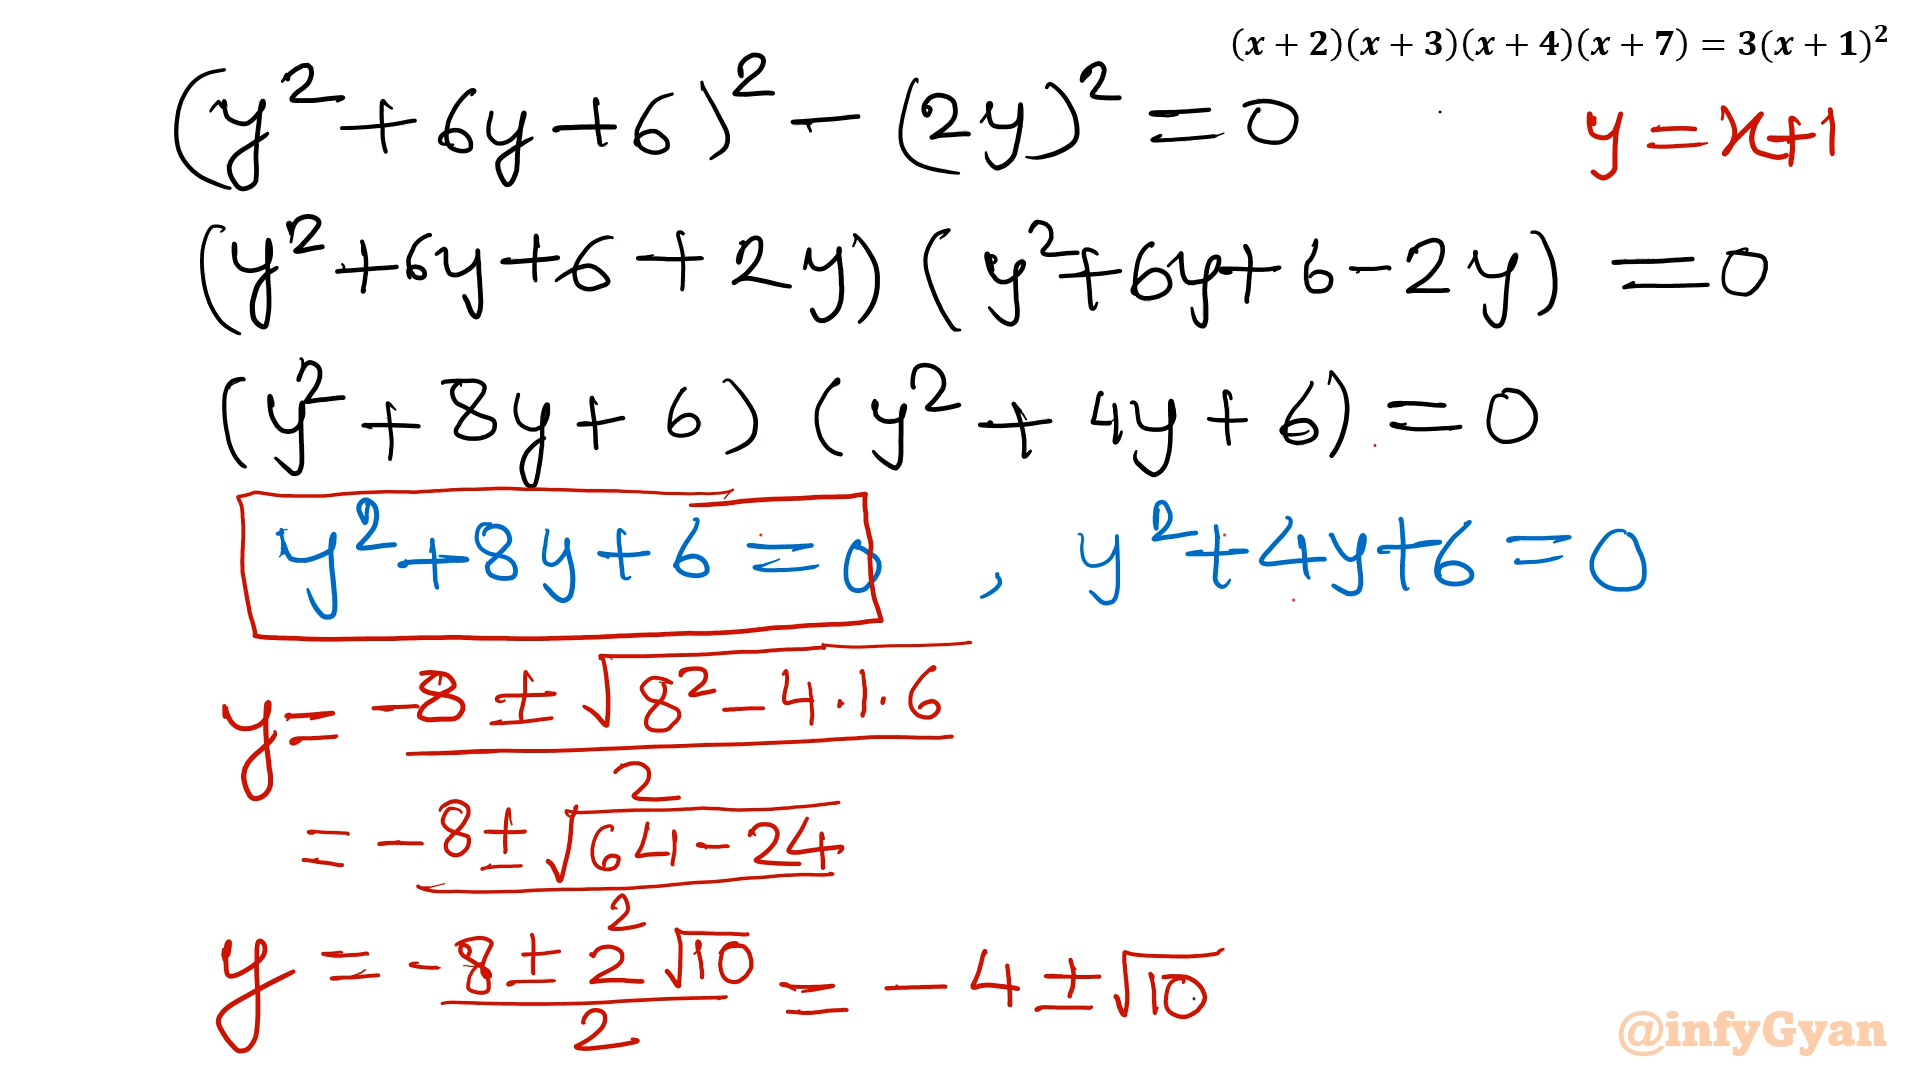 (x + 2)(x + 3)(x + 4)(x + 7) = 3(x + 1)²
(y² + 6y + 6)² − (2y)² = 0
y = x+1
(y² + 6y + 6 + 2y) (y² + 6y + 6 − 2y) = 0
(y² + 8y + 6) (y² + 4y + 6) = 0
y² + 8y + 6 = 0 , y² + 4y + 6 = 0
y = (−8 ± √(8² − 4·1·6)) / 2
= (−8 ± √(64 − 24)) / 2
y = (−8 ± 2√10) / 2 = −4 ± √10
@infyGyan